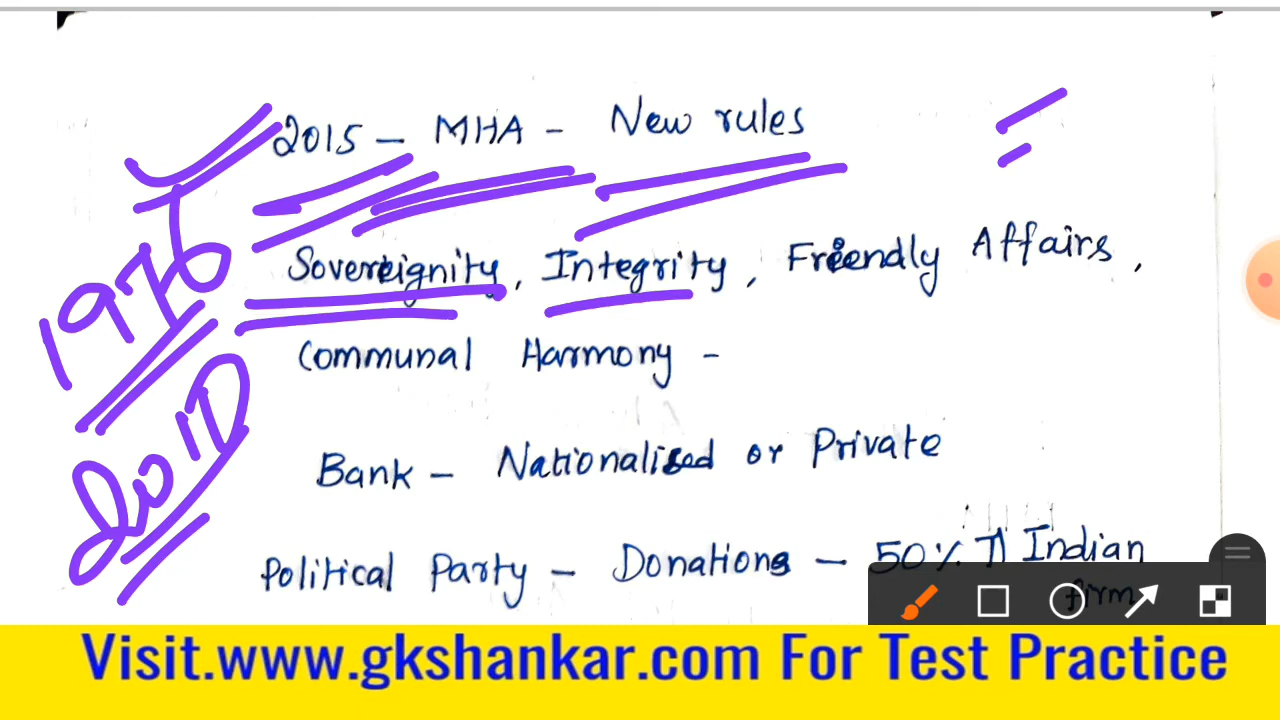 2015 – MHA – New rules
1976
Sovereignity, Integrity, Friendly Affairs,
Communal Harmony –
2010
Bank – Nationalised or Private
Political Party – Donations – 50% ↑ Indian
firm
Visit.www.gkshankar.com For Test Practice